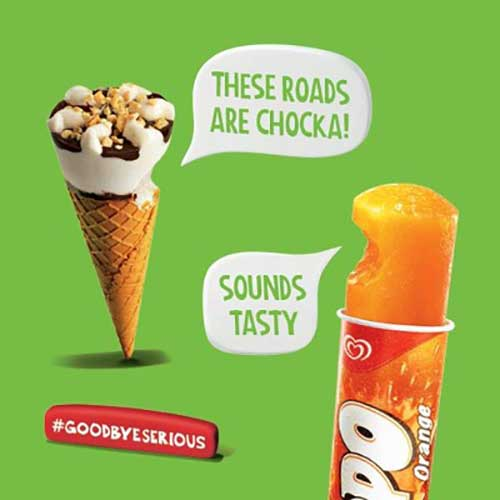 THESE ROADS
ARE CHOCKA!
SOUNDS
TASTY
#GOODBYESERIOUS
Orange